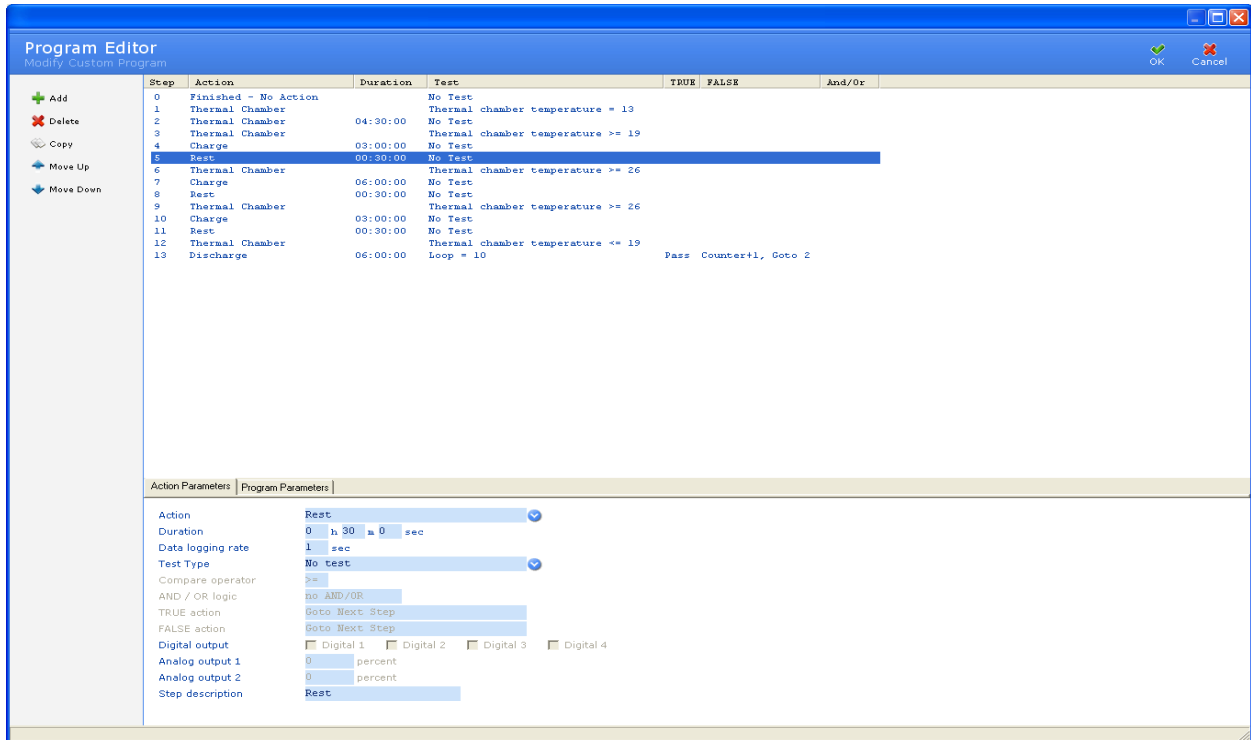 Program Editor
Modify Custom Program
OK Cancel
Add
Delete
Copy
Move Up
Move Down
Step Action Duration Test TRUE FALSE And/Or
0 Finished - No Action No Test
1 Thermal Chamber Thermal chamber temperature = 13
2 Thermal Chamber 04:30:00 No Test
3 Thermal Chamber Thermal chamber temperature >= 19
4 Charge 03:00:00 No Test
5 Rest 00:30:00 No Test
6 Thermal Chamber Thermal chamber temperature >= 26
7 Charge 06:00:00 No Test
8 Rest 00:30:00 No Test
9 Thermal Chamber Thermal chamber temperature >= 26
10 Charge 03:00:00 No Test
11 Rest 00:30:00 No Test
12 Thermal Chamber Thermal chamber temperature <= 19
13 Discharge 06:00:00 Loop = 10 Pass Counter+1, Goto 2
Action Parameters Program Parameters
Action Rest
Duration 0 h 30 m 0 sec
Data logging rate 1 sec
Test Type No test
Compare operator >=
AND / OR logic no AND/OR
TRUE action Goto Next Step
FALSE action Goto Next Step
Digital output Digital 1 Digital 2 Digital 3 Digital 4
Analog output 1 0 percent
Analog output 2 0 percent
Step description Rest